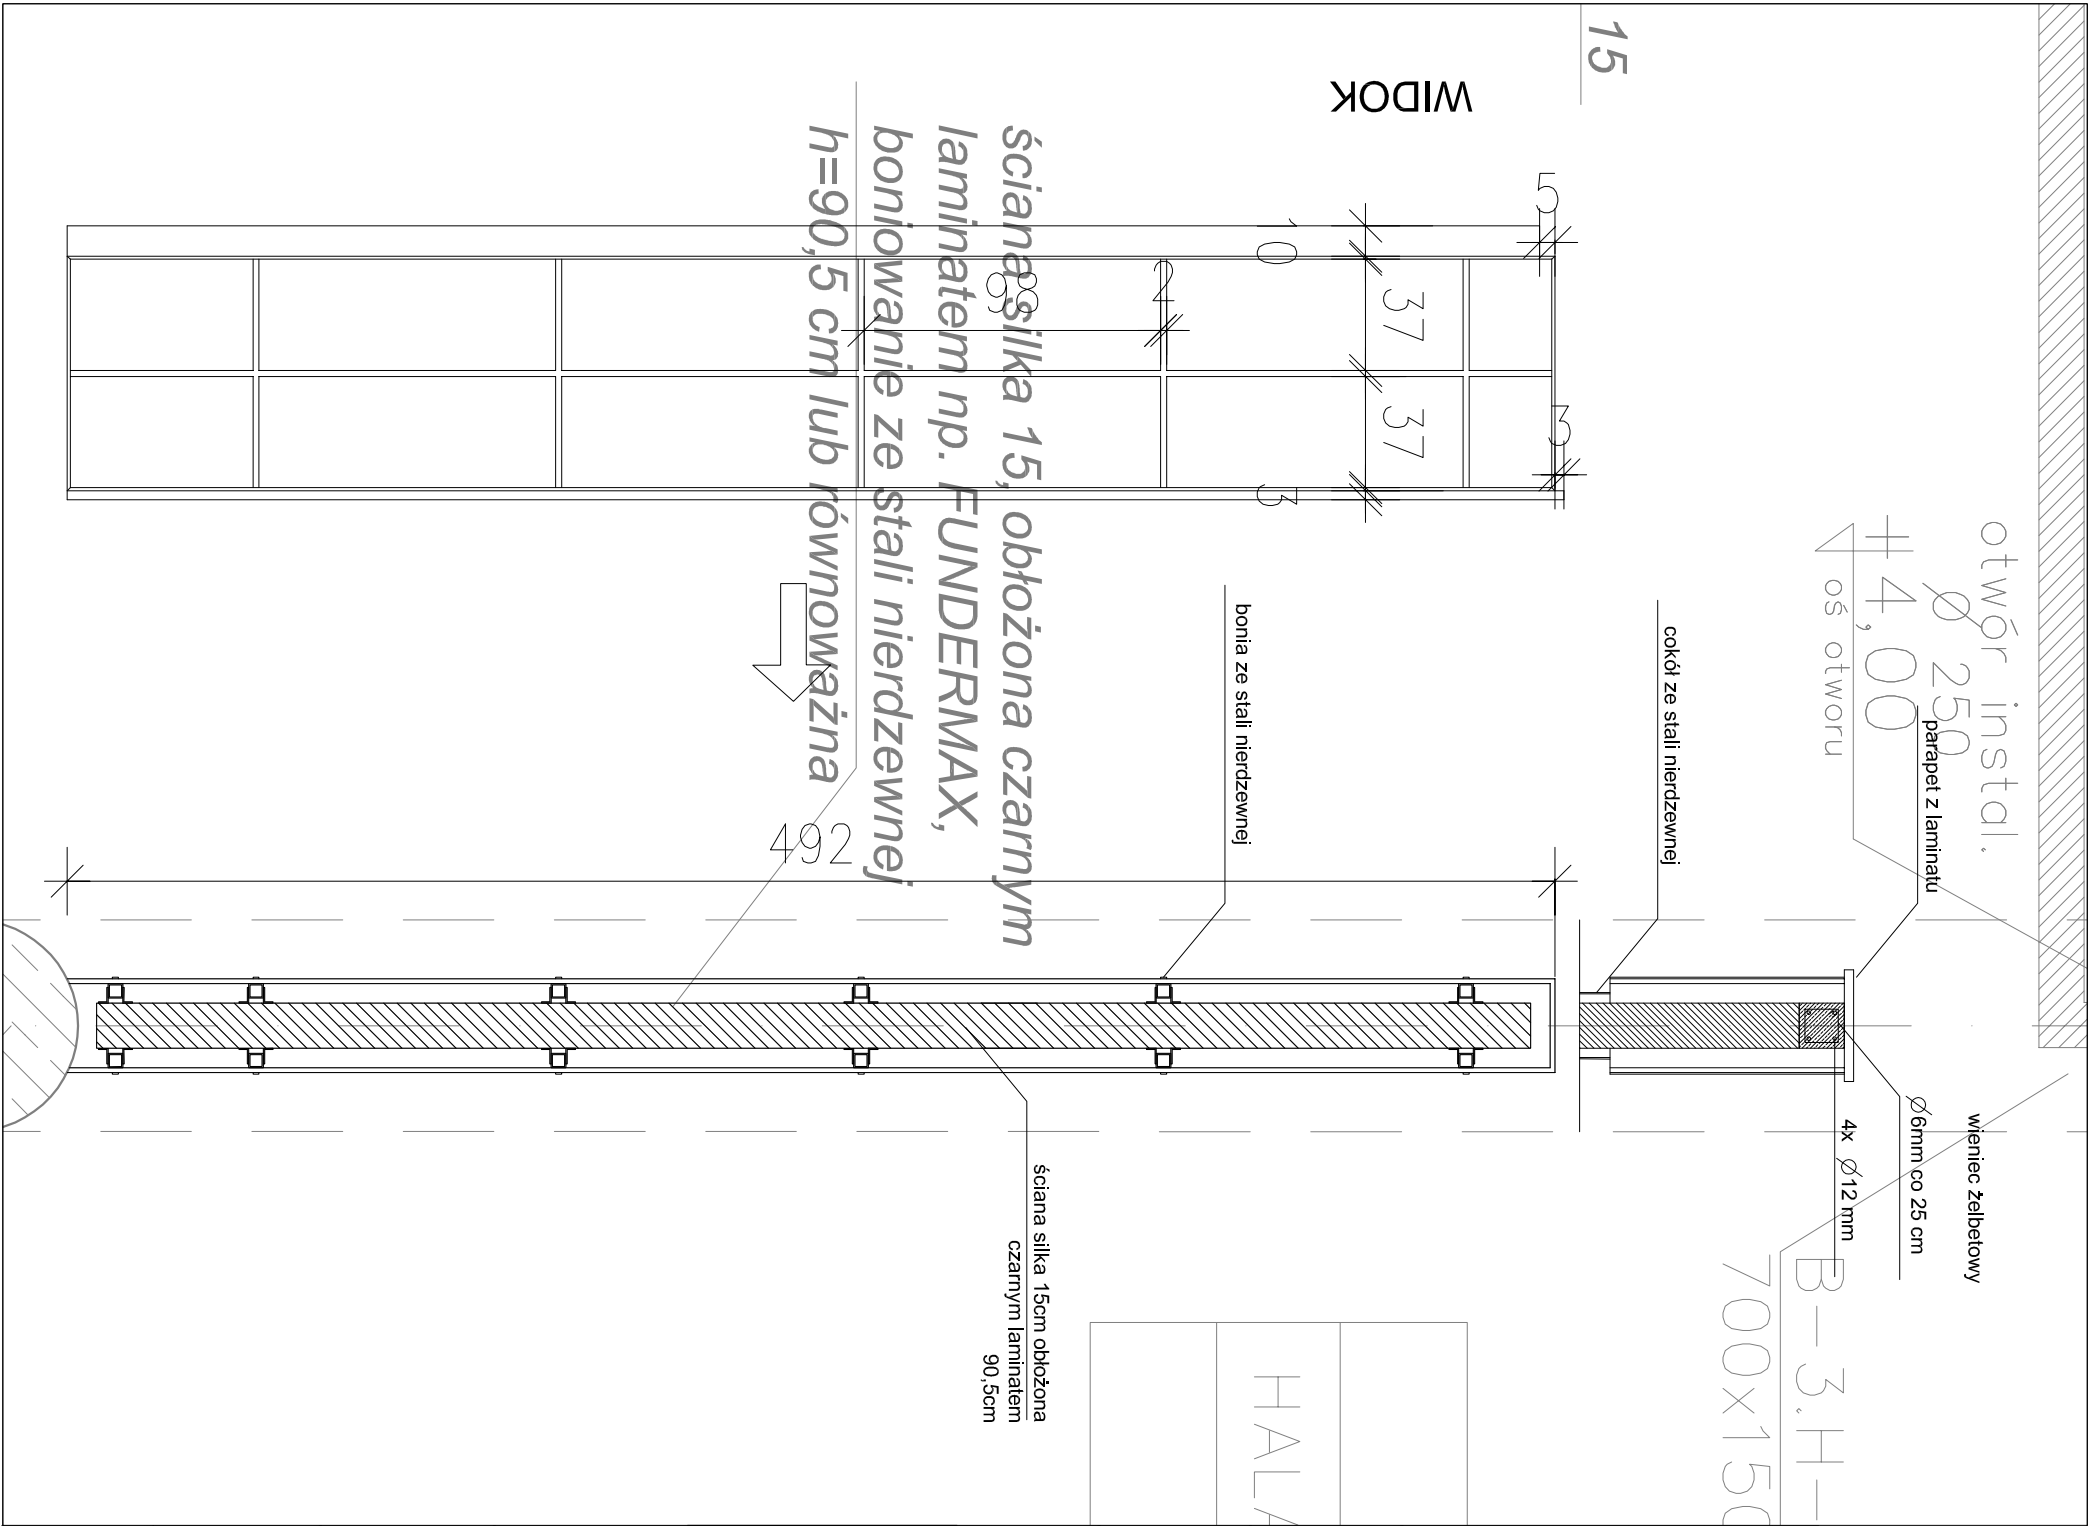 15
WIDOK
ściana silka 15, obłożona czarnym
laminatem np. FUNDERMAX,
boniowanie ze stali nierdzewnej
h=90,5 cm lub równoważna
5
10
37
37
3
3
98
2
492
otwór instal.
Ø 250
+4,00
oś otworu
parapet z laminatu
cokół ze stali nierdzewnej
bonia ze stali nierdzewnej
wieniec żelbetowy
Ø6mm co 25 cm
4x Ø12 mm
B-3.H-
700x150
ściana silka 15cm obłożona
czarnym laminatem
90,5cm
HALA